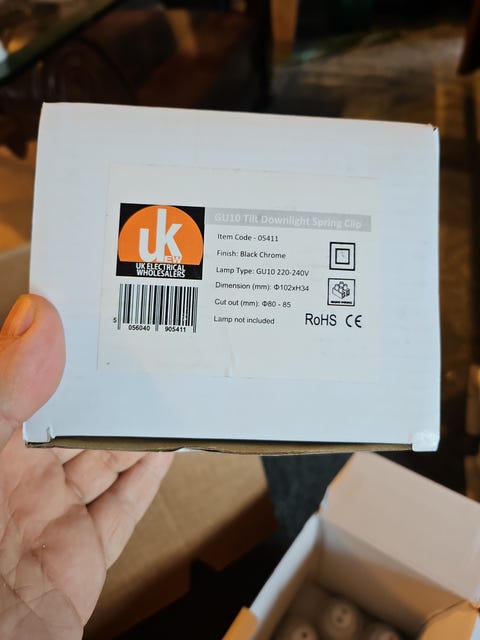 uk
EW
UK ELECTRICAL
WHOLESALERS
GU10 Tilt Downlight Spring Clip
Item Code - 05411
Finish: Black Chrome
Lamp Type: GU10 220-240V
Dimension (mm): Φ102xH34
Cut out (mm): Φ80 - 85
Lamp not included
5 056040 905411
RoHS CE